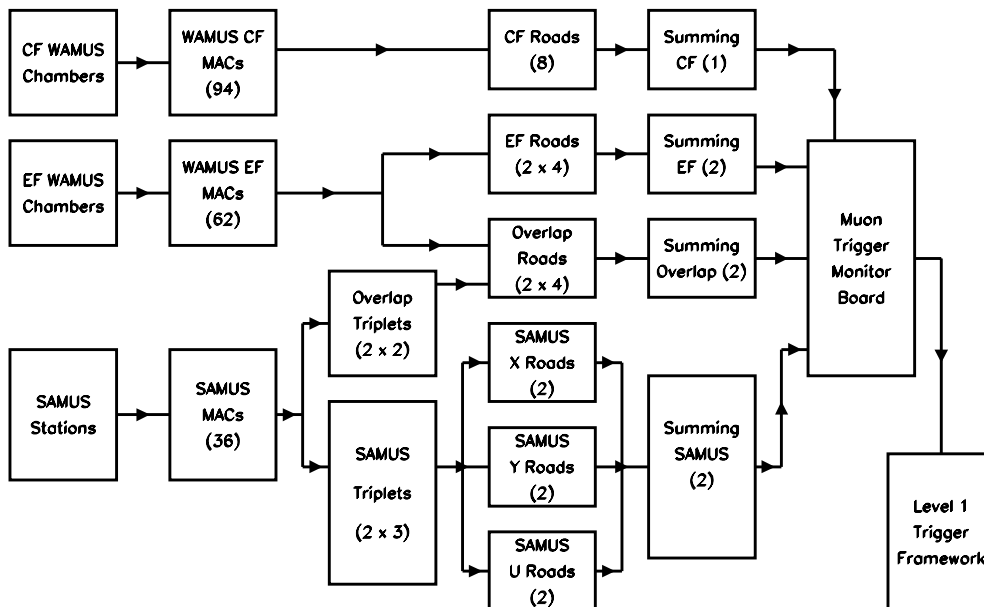 CF WAMUS
Chambers
WAMUS CF
MACs
(94)
CF Roads
(8)
Summing
CF (1)
EF WAMUS
Chambers
WAMUS EF
MACs
(62)
EF Roads
(2 x 4)
Summing
EF (2)
Overlap
Roads
(2 x 4)
Summing
Overlap (2)
Muon
Trigger
Monitor
Board
Overlap
Triplets
(2 x 2)
SAMUS
Stations
SAMUS
MACs
(36)
SAMUS
Triplets
(2 x 3)
SAMUS
X Roads
(2)
SAMUS
Y Roads
(2)
SAMUS
U Roads
(2)
Summing
SAMUS
(2)
Level 1
Trigger
Framework